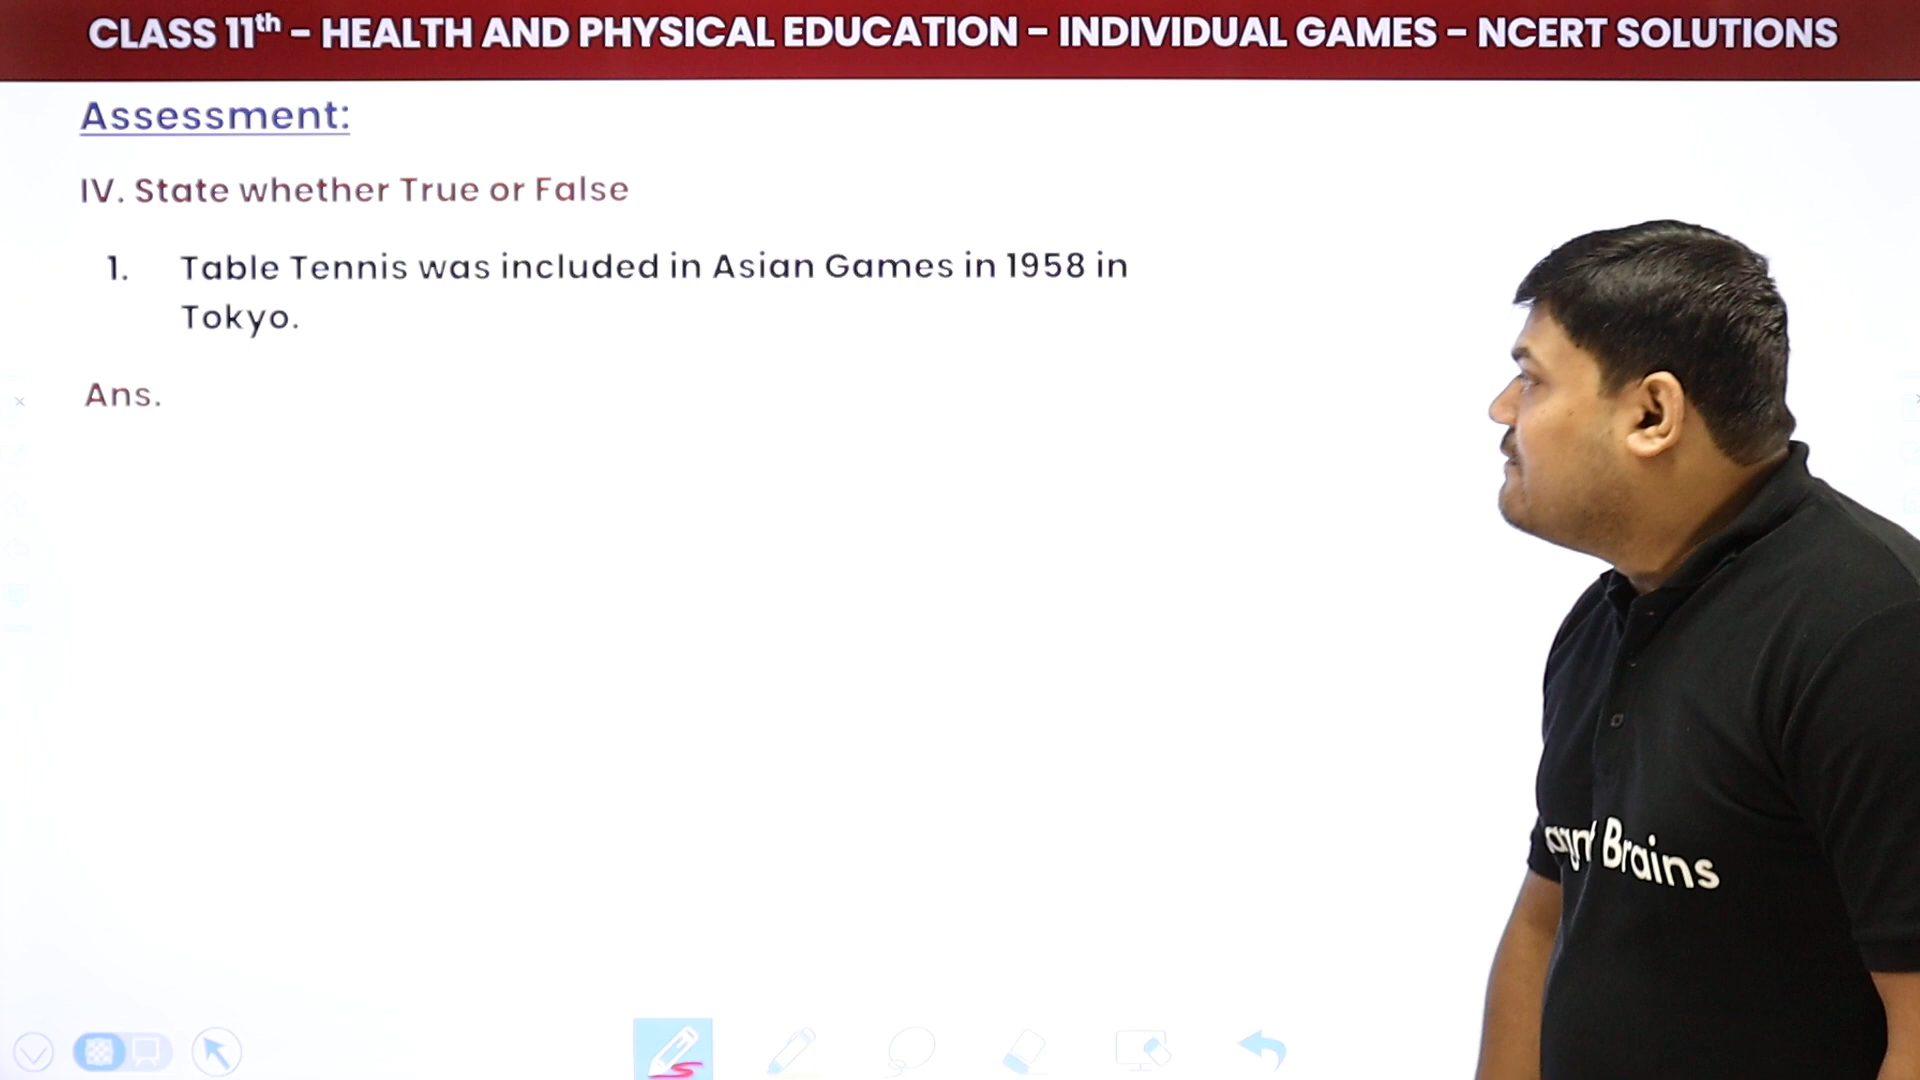 CLASS 11th - HEALTH AND PHYSICAL EDUCATION - INDIVIDUAL GAMES - NCERT SOLUTIONS
Assessment:
IV. State whether True or False
1. Table Tennis was included in Asian Games in 1958 in
Tokyo.
Ans.
Brains